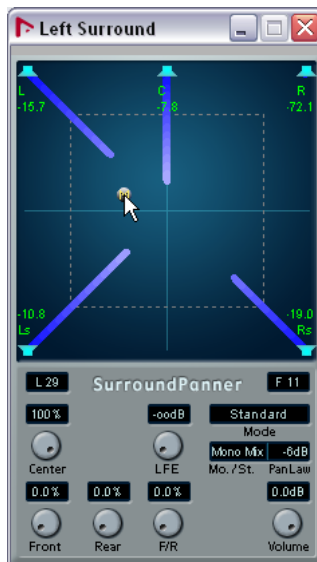 Left Surround
L C R
-15.7 -7.8 -72.1
-10.8 -19.0
Ls Rs
L 29 SurroundPanner F 11
100% -oodB Standard
Mode
Mono Mix -6dB
Center LFE Mo./St. PanLaw
0.0% 0.0% 0.0% 0.0dB
Front Rear F/R Volume